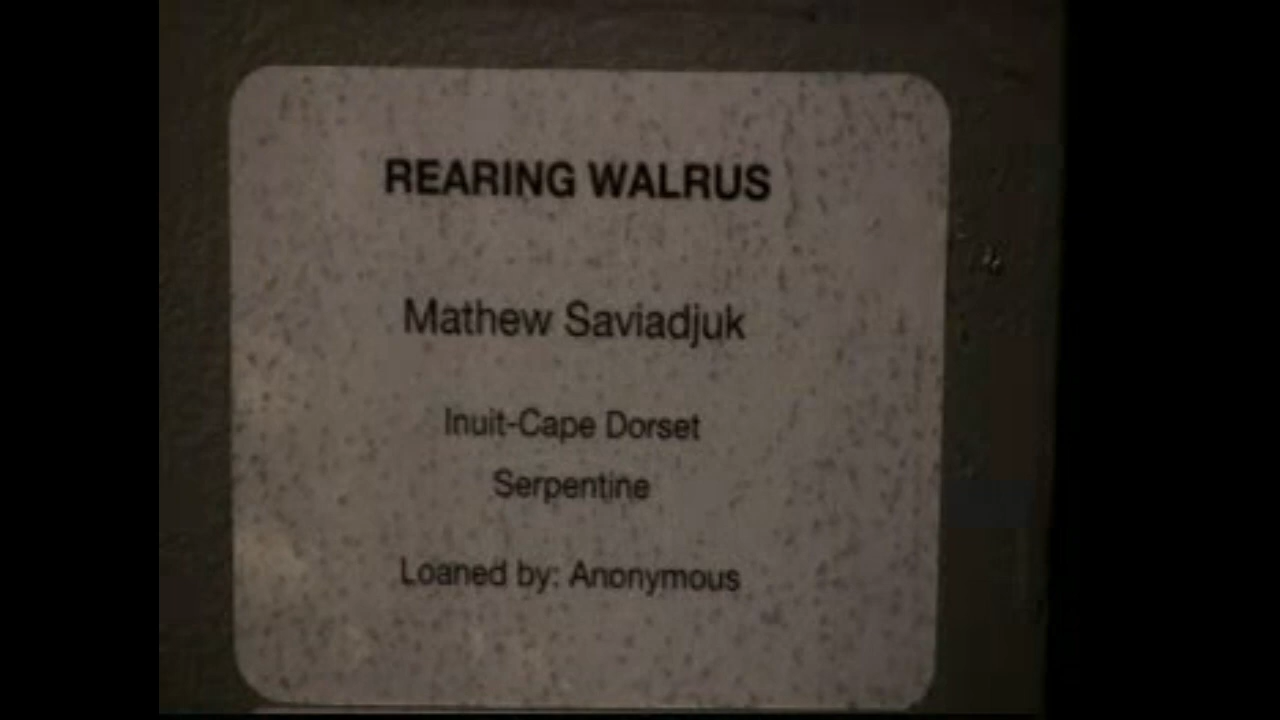 REARING WALRUS
Mathew Saviadjuk
Inuit-Cape Dorset
Serpentine
Loaned by: Anonymous